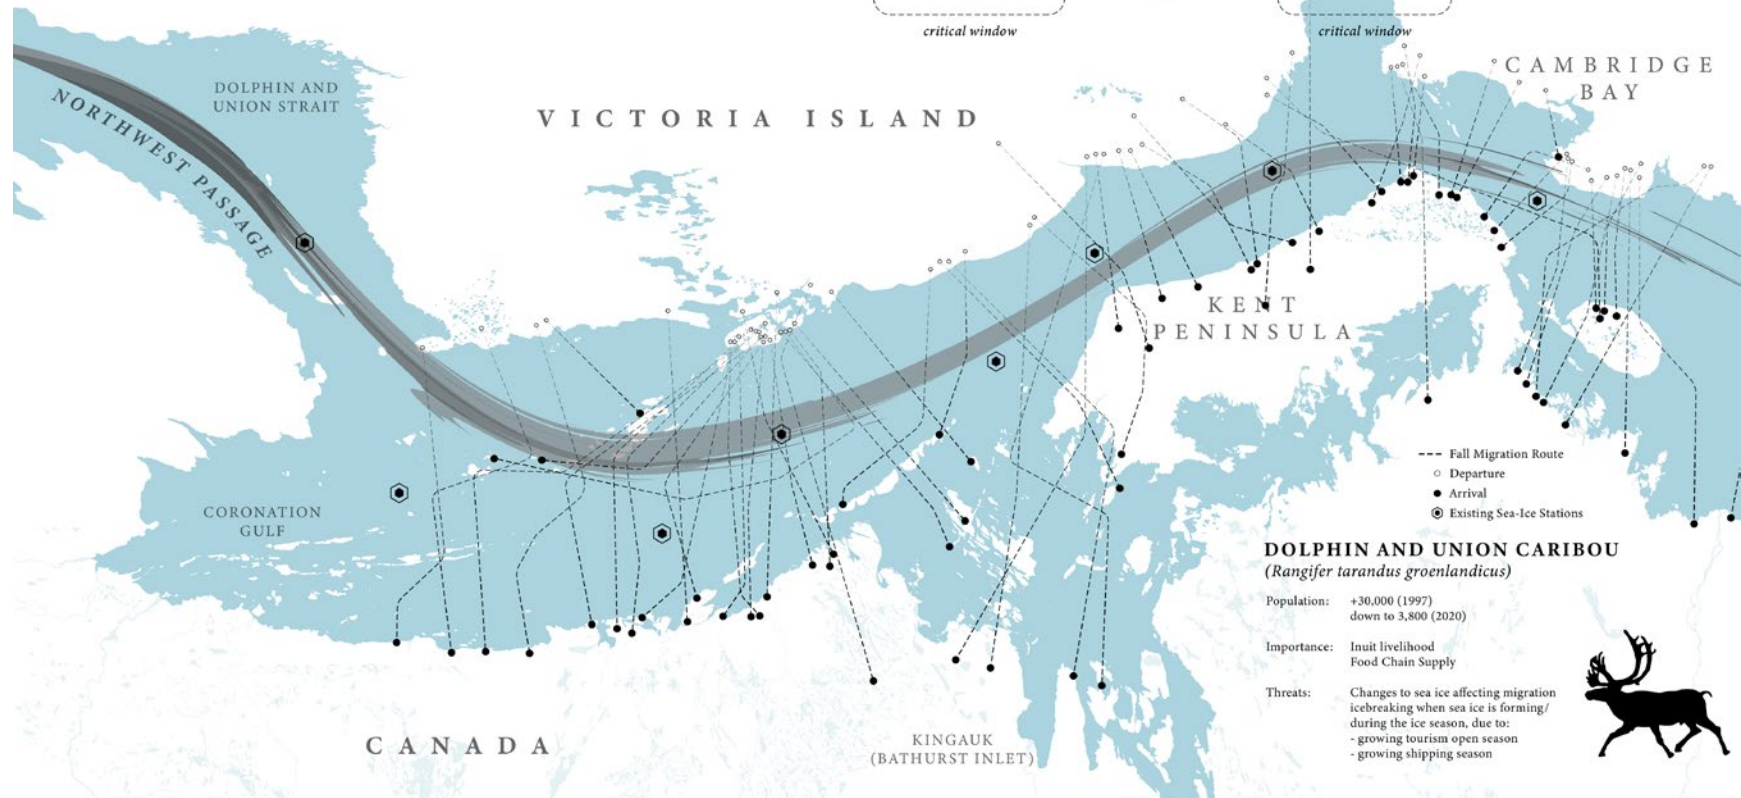 critical window
critical window
DOLPHIN AND
UNION STRAIT
NORTHWEST PASSAGE
VICTORIA ISLAND
CAMBRIDGE
BAY
KENT
PENINSULA
CORONATION
GULF
--- Fall Migration Route
Departure
Arrival
Existing Sea-Ice Stations
DOLPHIN AND UNION CARIBOU
(Rangifer tarandus groenlandicus)
Population: +30,000 (1997)
down to 3,800 (2020)
Importance: Inuit livelihood
Food Chain Supply
Threats: Changes to sea ice affecting migration
icebreaking when sea ice is forming/
during the ice season, due to:
- growing tourism open season
- growing shipping season
CANADA
KINGAUK
(BATHURST INLET)